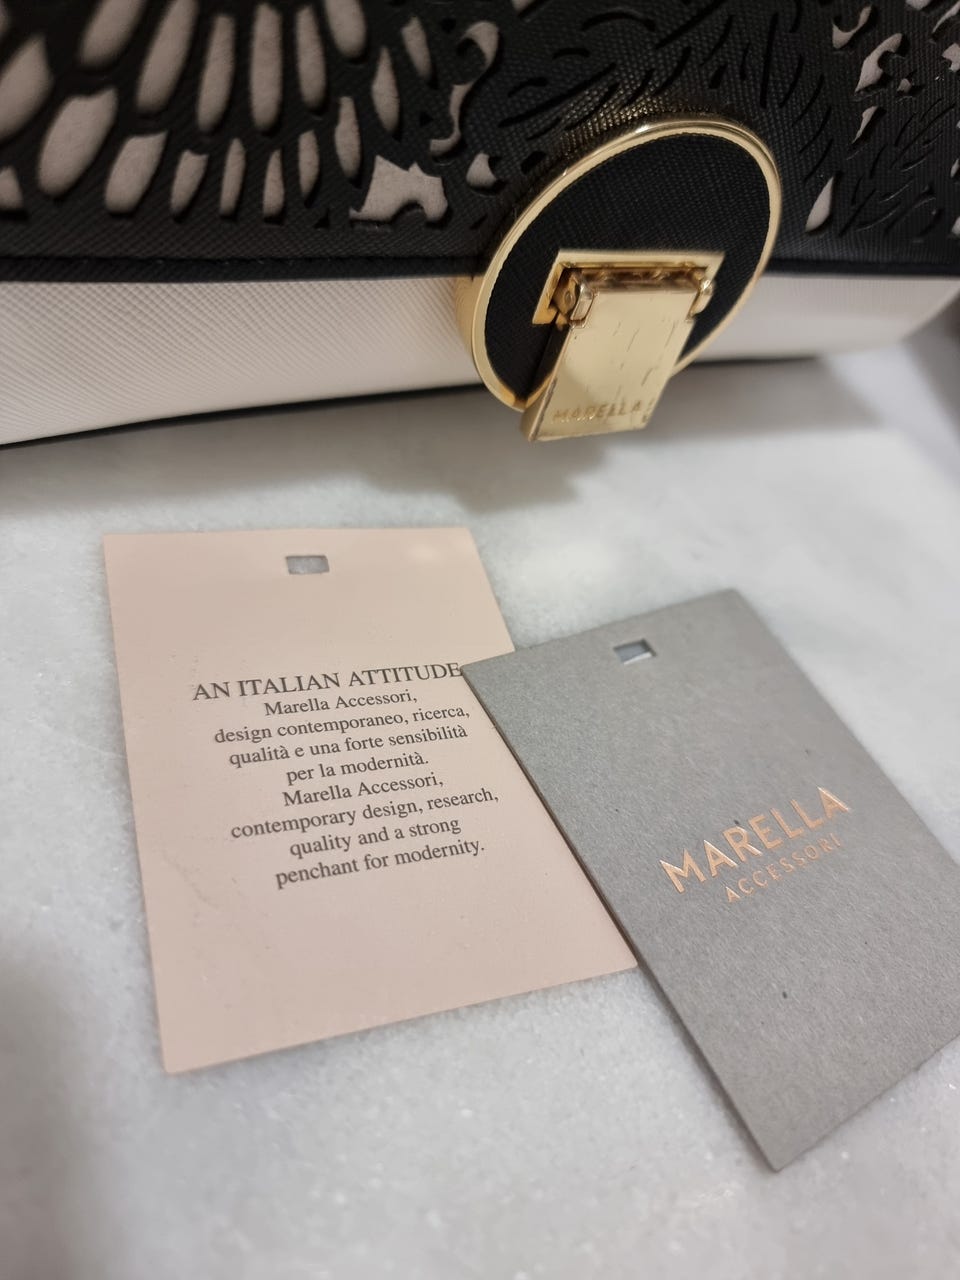 MARELLA
AN ITALIAN ATTITUDE
Marella Accessori,
design contemporaneo, ricerca,
qualità e una forte sensibilità
per la modernità.
Marella Accessori,
contemporary design, research,
quality and a strong
penchant for modernity.
MARELLA
ACCESSORI